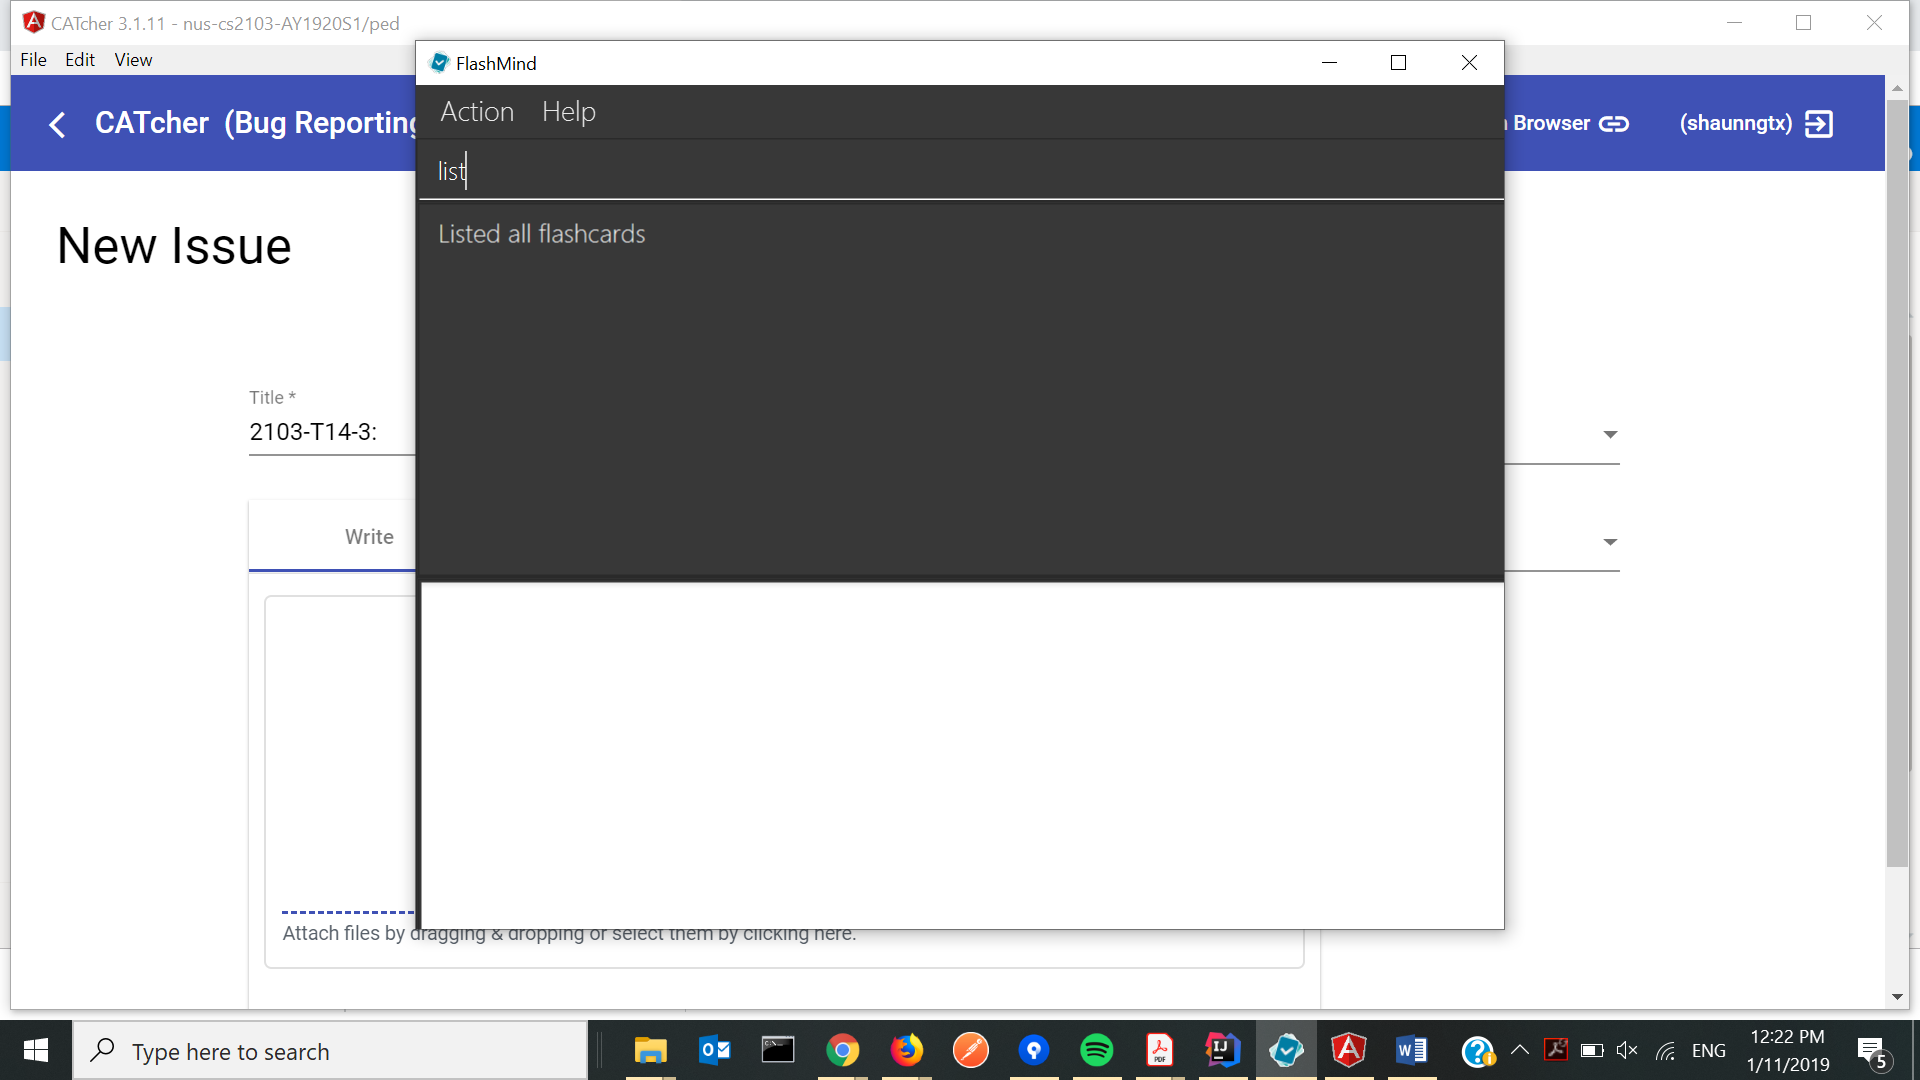 CATcher 3.1.11 - nus-cs2103-AY1920S1/ped
File Edit View
FlashMind
CATcher (Bug Reporting
Browser
(shaunngtx)
Action Help
list
Listed all flashcards
New Issue
Title *
2103-T14-3:
Write
Attach files by dragging & dropping or select them by clicking here.
Type here to search
ENG
12:22 PM
1/11/2019
5